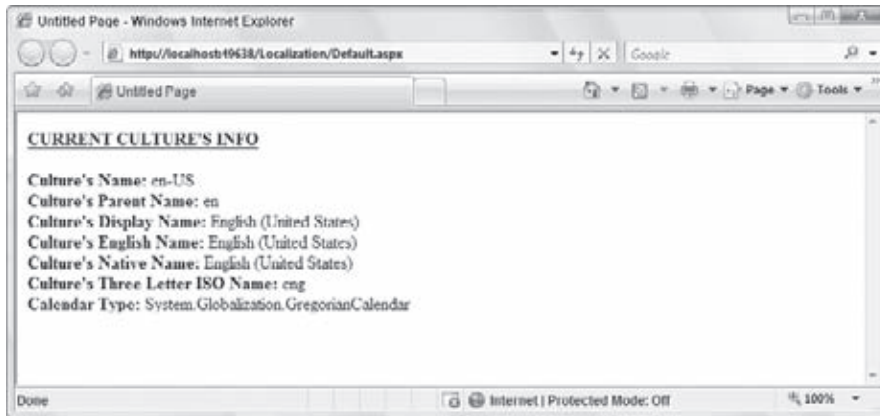 Untitled Page - Windows Internet Explorer
http://localhost:49638/Localization/Default.aspx
Google
Untitled Page
Page
Tools
CURRENT CULTURE'S INFO
Culture's Name: en-US
Culture's Parent Name: en
Culture's Display Name: English (United States)
Culture's English Name: English (United States)
Culture's Native Name: English (United States)
Culture's Three Letter ISO Name: eng
Calendar Type: System.Globalization.GregorianCalendar
Done
Internet | Protected Mode: Off
100%